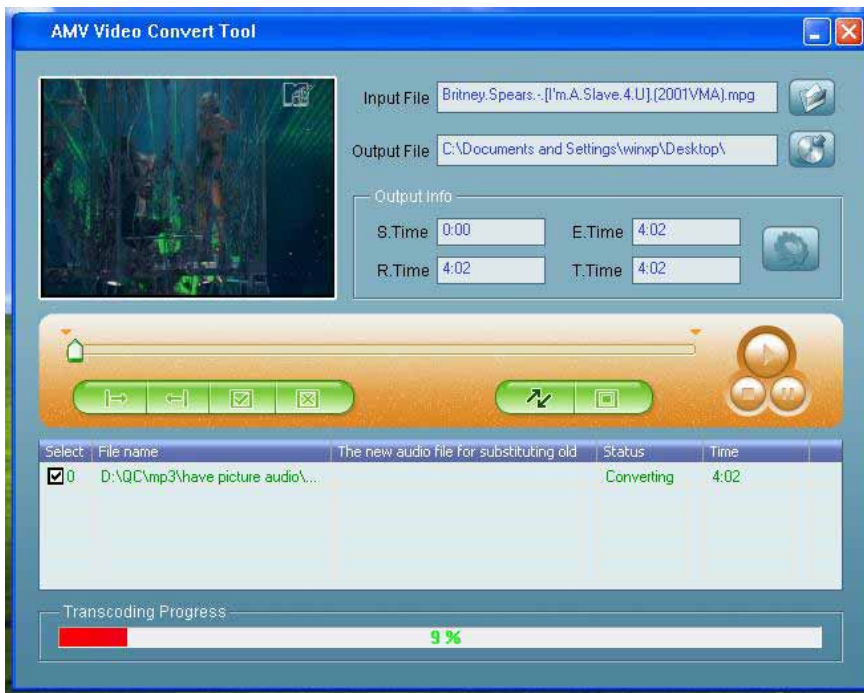 AMV Video Convert Tool
Input File Britney.Spears.-.[I'm.A.Slave.4.U].(2001VMA).mpg
Output File C:\Documents and Settings\winxp\Desktop\
Output Info
S.Time 0:00 E.Time 4:02
R.Time 4:02 T.Time 4:02
Select File name The new audio file for substituting old Status Time
0 D:\QC\mp3\have picture audio\... Converting 4:02
Transcoding Progress
9 %